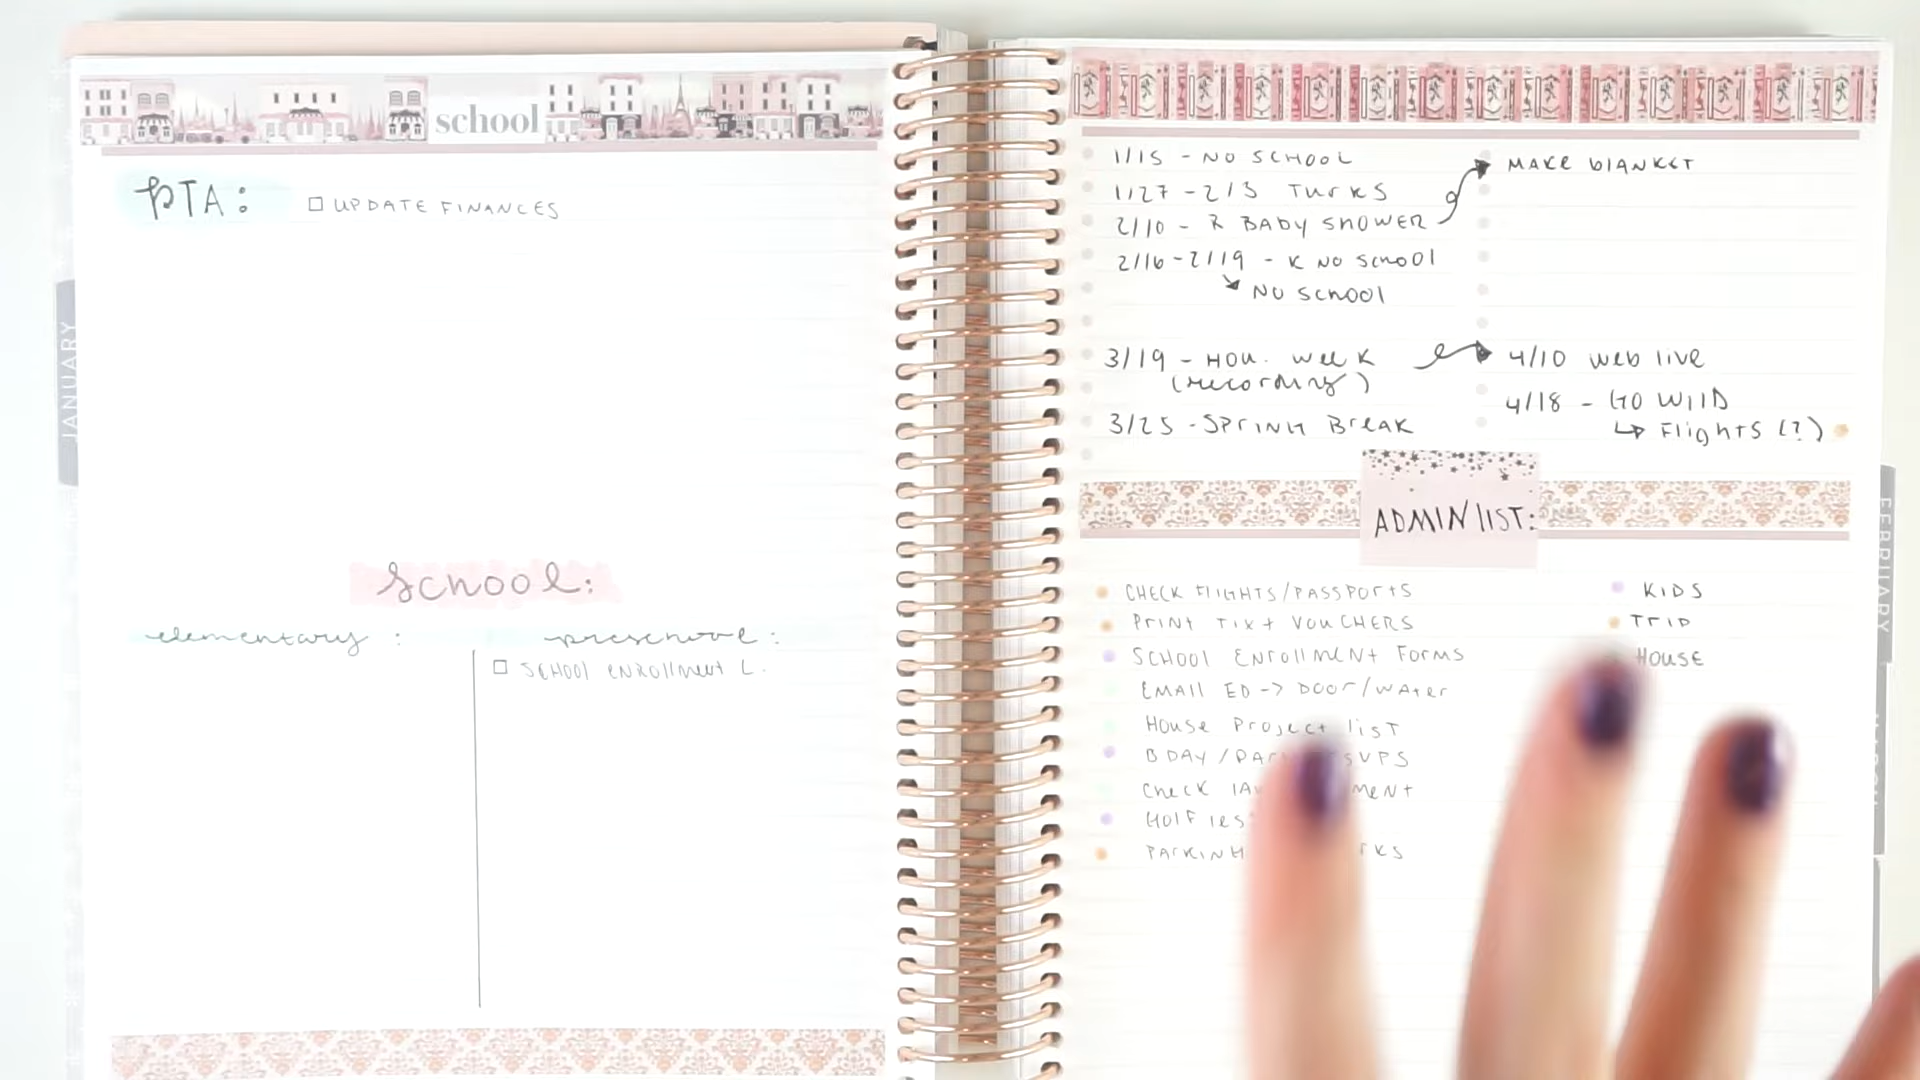 school
PTA:
□ UPDATE FINANCES
school:
elementary :
preschool :
□ SCHOOL ENROLLMENT L.
JANUARY
1/15 - NO SCHOOL
1/27 - 2/3 TURKS
2/10 - R BABY SHOWER
2/16 - 2/19 - K NO SCHOOL
NO SCHOOL
3/19 - HOU. WEEK
(recording)
3/25 - SPRING BREAK
MAKE BLANKET
4/10 WEB LIVE
4/18 - GO WILD
FLIGHTS (?)
ADMIN LIST:
CHECK FLIGHTS/PASSPORTS
PRINT TIX + VOUCHERS
SCHOOL ENROLLMENT FORMS
EMAIL ED -> DOOR/WATER
HOUSE PROJECT LIST
BDAY /
CHECK
GOLF
KIDS
TRIP
HOUSE
FEBRUARY